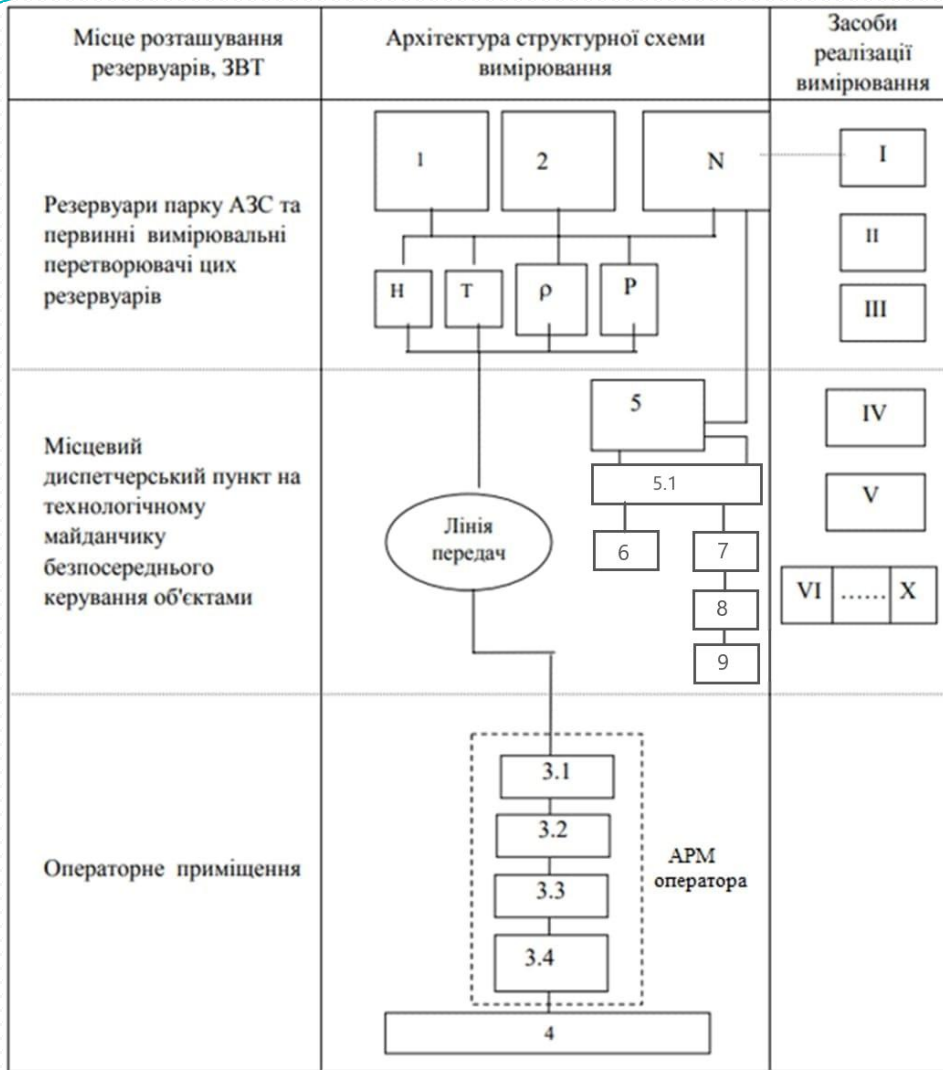 Місце розташування
резервуарів, ЗВТ
Архітектура структурної схеми
вимірювання
Засоби
реалізації
вимірювання
Резервуари парку АЗС та
первинні вимірювальні
перетворювачі цих
резервуарів
1
2
N
I
II
III
H
T
ρ
P
Місцевий
диспетчерський пункт на
технологічному
майданчику
безпосереднього
керування об'єктами
Лінія
передач
5
5.1
6
7
8
9
IV
V
VI ...... X
Операторне приміщення
3.1
3.2
3.3
3.4
АРМ
оператора
4